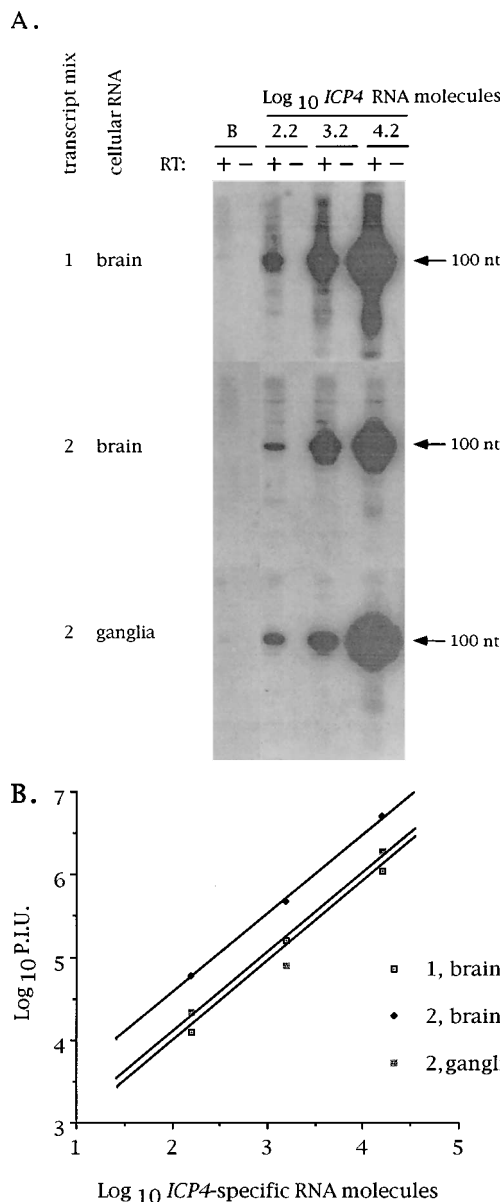 A.
transcript mix
cellular RNA
Log 10 ICP4 RNA molecules
B 2.2 3.2 4.2
RT: + − + − + − + −
1 brain 100 nt
2 brain 100 nt
2 ganglia 100 nt
B.
Log 10 P.I.U.
7
6
5
4
3
1 2 3 4 5
1, brain
2, brain
2,gangl
Log 10 ICP4-specific RNA molecules